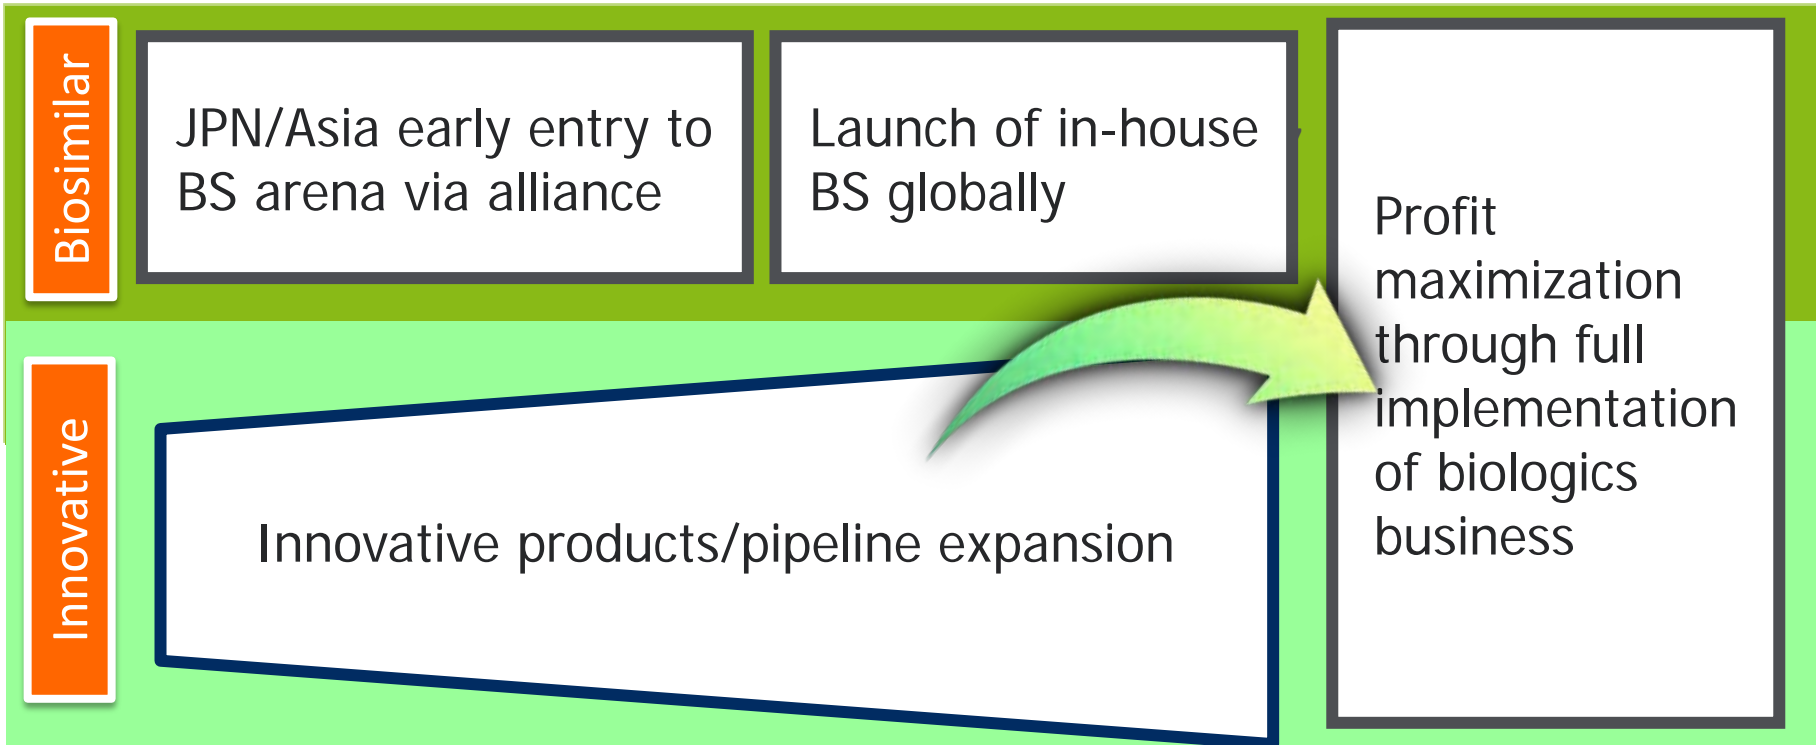 Biosimilar
JPN/Asia early entry to
BS arena via alliance
Launch of in-house
BS globally
Profit
maximization
through full
implementation
of biologics
business
Innovative
Innovative products/pipeline expansion